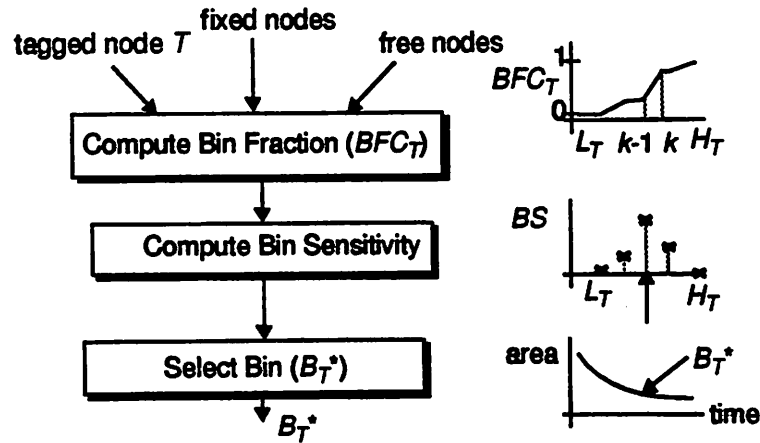 fixed nodes
tagged node T
free nodes
Compute Bin Fraction (BFC_T)
Compute Bin Sensitivity
Select Bin (B_T*)
B_T*
1
BFC_T
0
L_T k-1 k H_T
BS
L_T H_T
area
B_T*
time